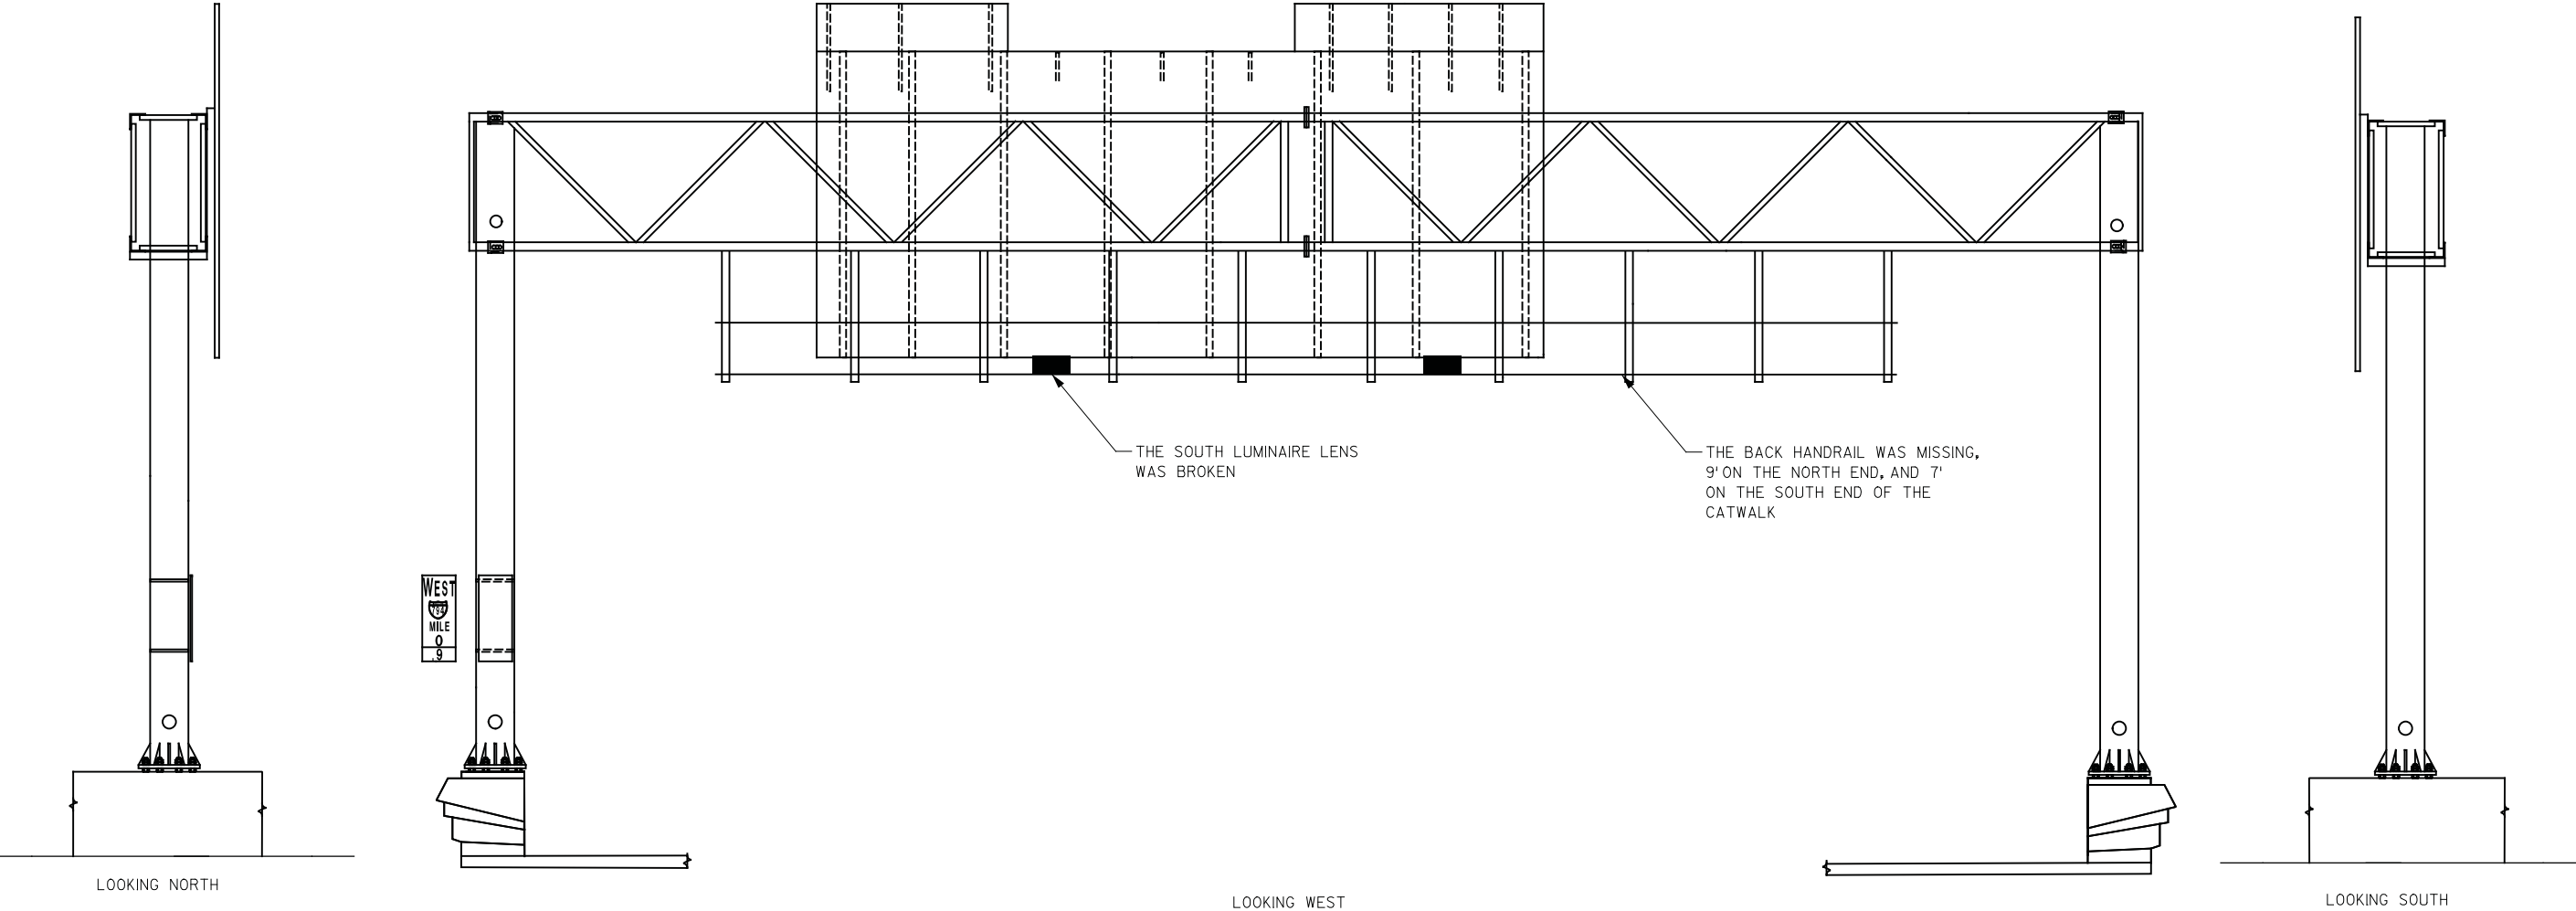 THE SOUTH LUMINAIRE LENS
WAS BROKEN
THE BACK HANDRAIL WAS MISSING,
9' ON THE NORTH END, AND 7'
ON THE SOUTH END OF THE
CATWALK
WEST
794
MILE
0
.9
LOOKING NORTH
LOOKING WEST
LOOKING SOUTH